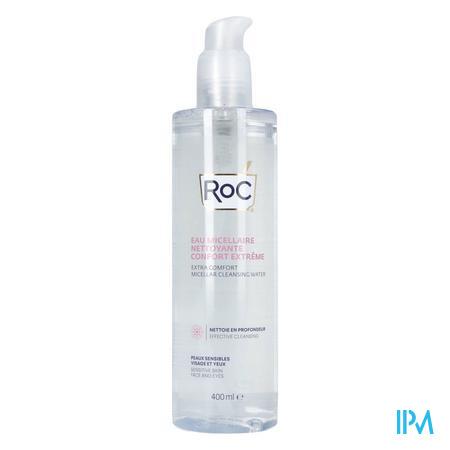 RoC
EAU MICELLAIRE
NETTOYANTE
CONFORT EXTRÊME
EXTRA COMFORT
MICELLAR CLEANSING WATER
NETTOIE EN PROFONDEUR
EFFECTIVE CLEANSING
PEAUX SENSIBLES
VISAGE ET YEUX
SENSITIVE SKIN
FACE AND EYES
400 ml ℮
IPM